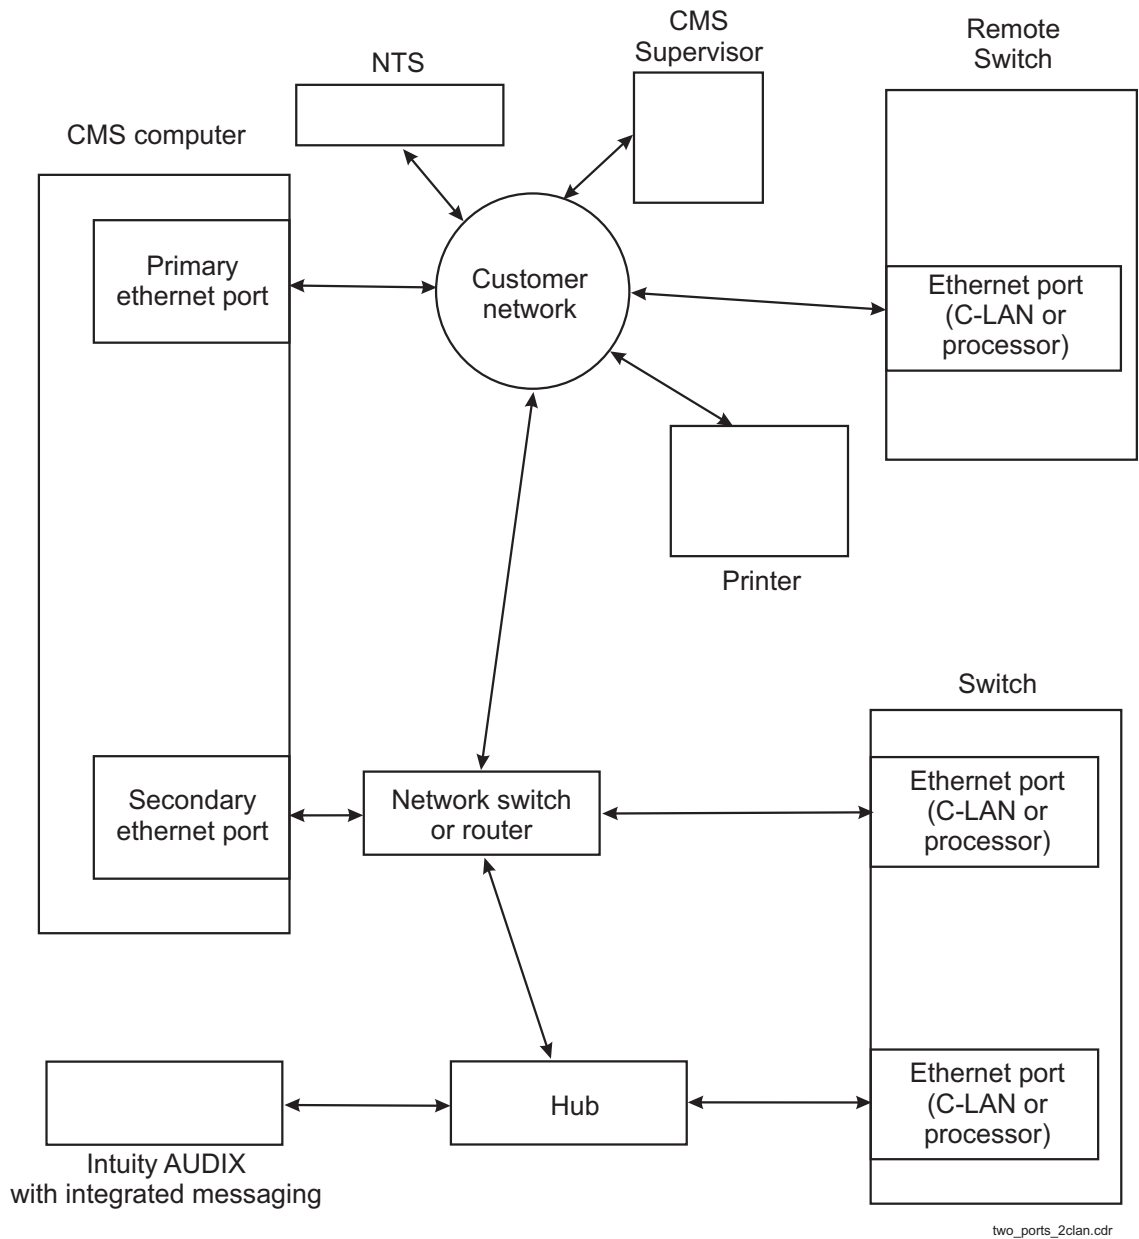 CMS
Supervisor
Remote
Switch
NTS
CMS computer
Primary
ethernet port
Customer
network
Ethernet port
(C-LAN or
processor)
Printer
Switch
Secondary
ethernet port
Network switch
or router
Ethernet port
(C-LAN or
processor)
Hub
Ethernet port
(C-LAN or
processor)
Intuity AUDIX
with integrated messaging
two_ports_2clan.cdr